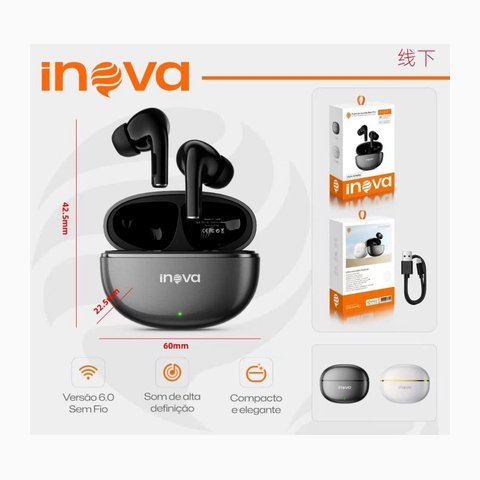 inova
线下
42.5mm
inova
22.5mm
60mm
inova
Versão 6.0
Sem Fio
Som de alta
definição
Compacto
e elegante
inova
inova